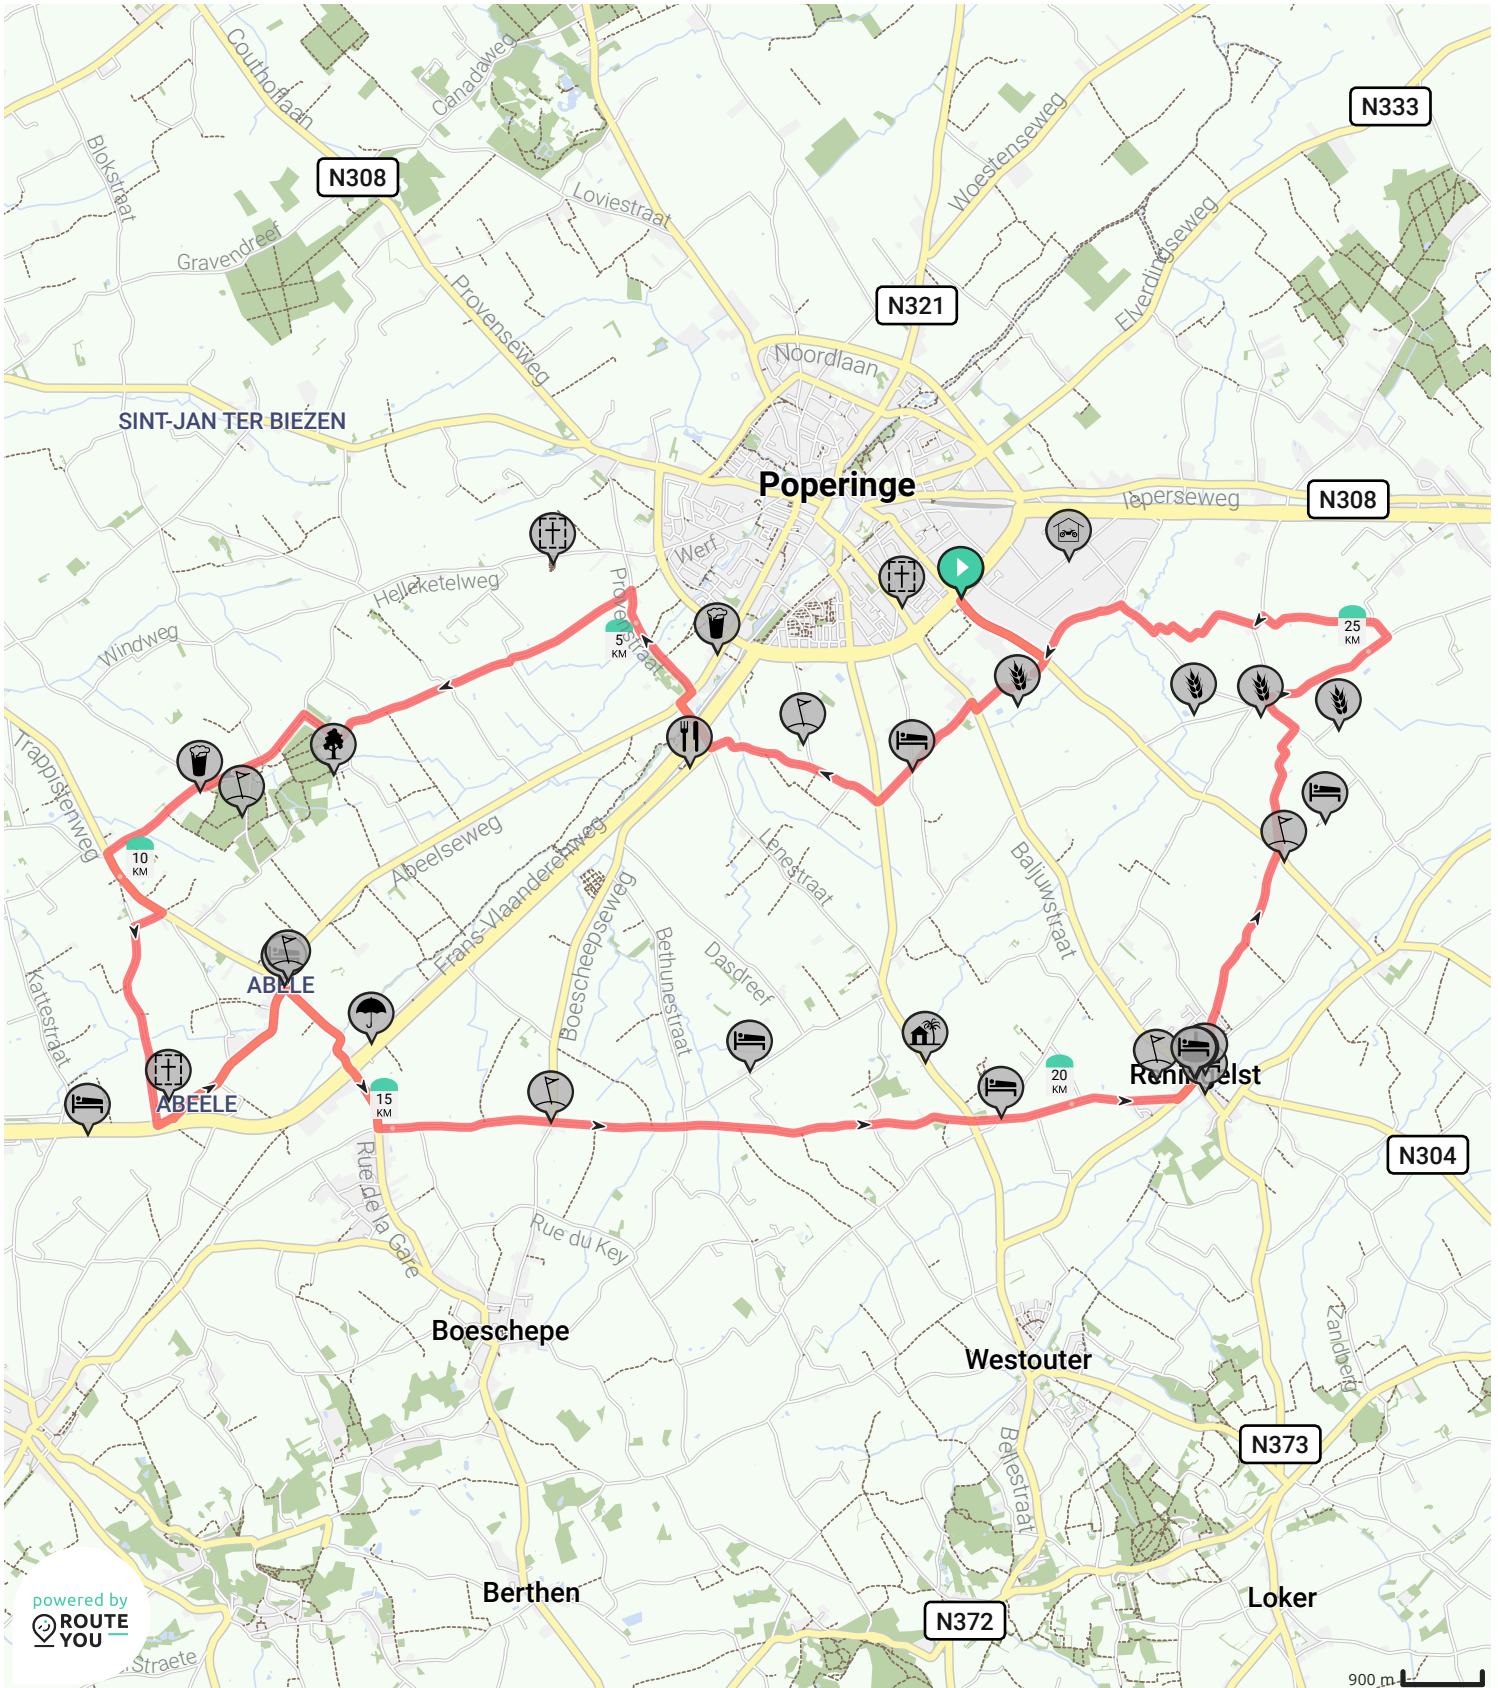 Couthoflaan
Canadaweg
N333
Blokstraat
N308
Woestenseweg
Loviestraat
Gravendreef
Elverdingseweg
Provenseweg
N321
Noordlaan
SINT-JAN TER BIEZEN
Poperinge
Ieperseweg
N308
Werf
Helleketelweg
Provenstraat
5
KM
25
KM
Windweg
Trappistenweg
10
KM
Abeelseweg
Frans-Vlaanderenweg
Lenestraat
Baljuwstraat
Boescheepseweg
Bethunestraat
Dasdreef
Kattestraat
ABELE
ABEELE
15
KM
20
KM
Reningelst
N304
Rue de la Gare
Rue du Key
Boeschepe
Westouter
Zandberg
N373
Bellestraat
Berthen
Loker
N372
powered by
ROUTE
YOU
900 m